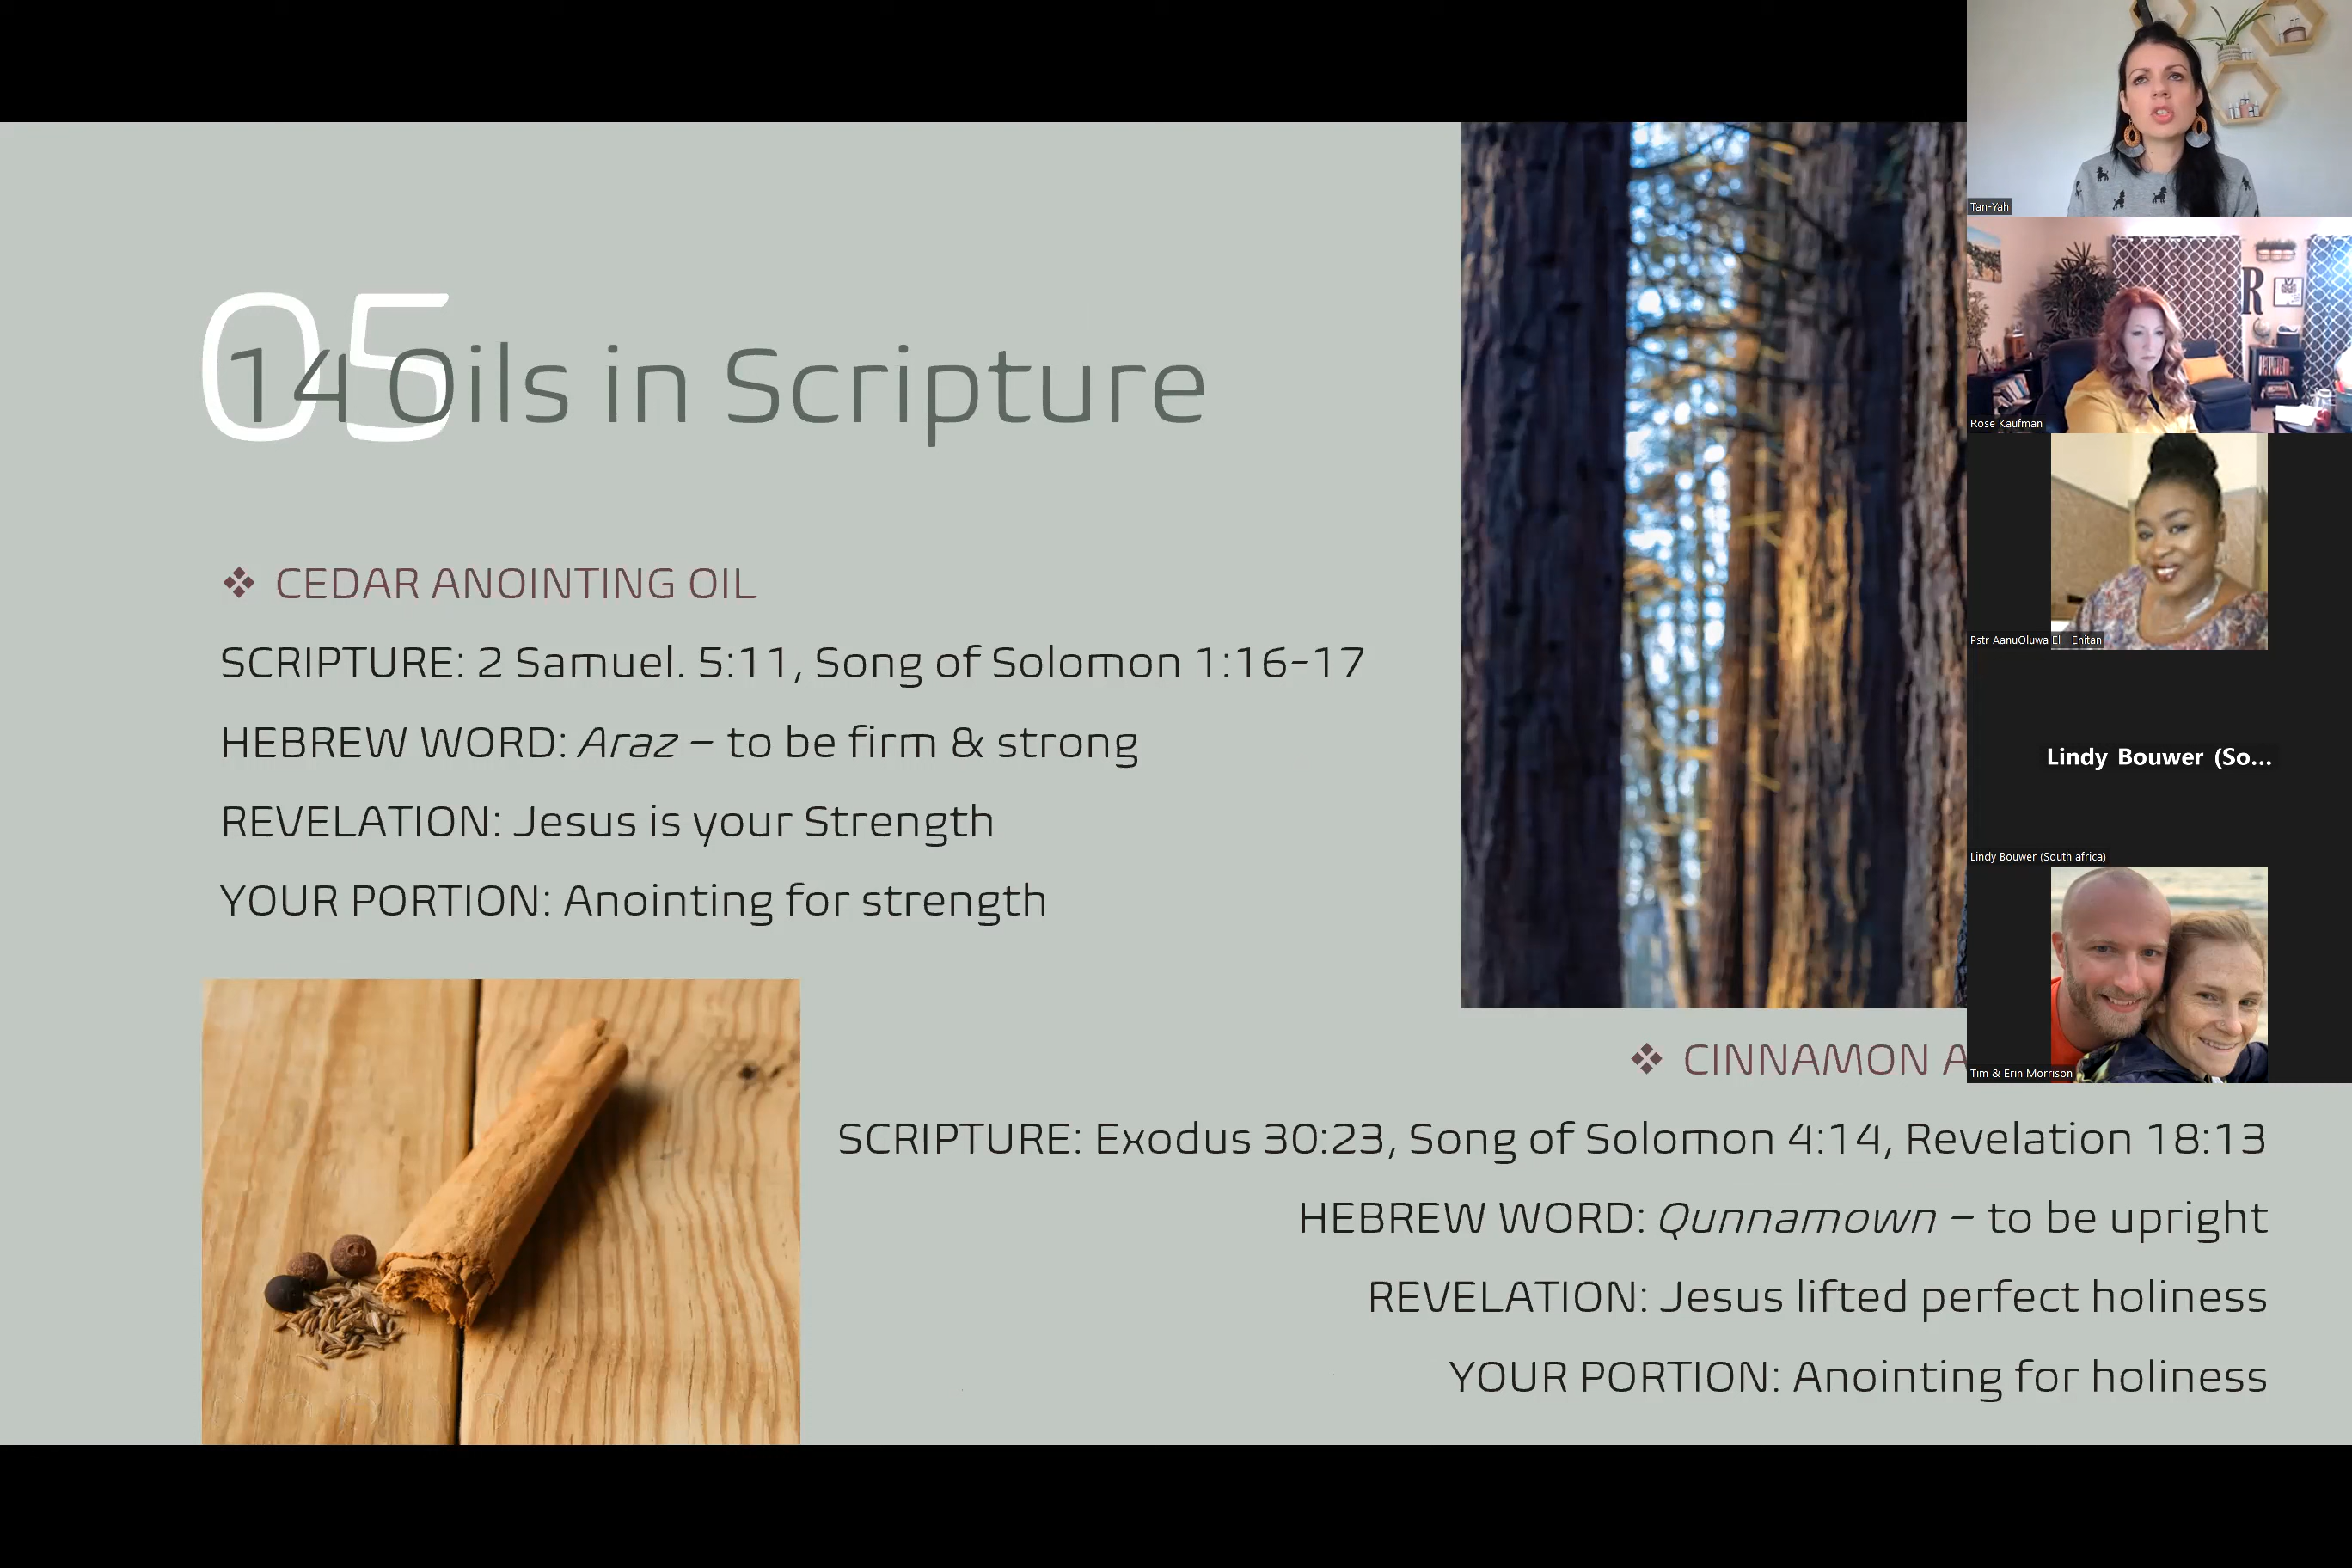 05
14 Oils in Scripture
❖ CEDAR ANOINTING OIL
SCRIPTURE: 2 Samuel. 5:11, Song of Solomon 1:16-17
HEBREW WORD: Araz – to be firm & strong
REVELATION: Jesus is your Strength
YOUR PORTION: Anointing for strength
❖ CINNAMON A
SCRIPTURE: Exodus 30:23, Song of Solomon 4:14, Revelation 18:13
HEBREW WORD: Qunnamown – to be upright
REVELATION: Jesus lifted perfect holiness
YOUR PORTION: Anointing for holiness
Tan-Yah
R
Rose Kaufman
Pstr AanuOluwa El - Enitan
Lindy Bouwer (So...
Lindy Bouwer (South africa)
Tim & Erin Morrison